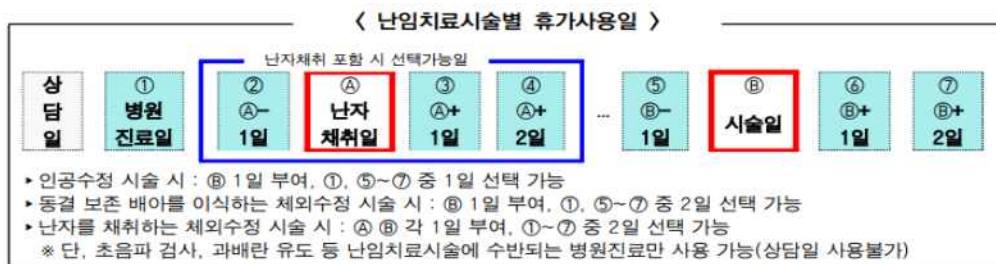 〈 난임치료시술별 휴가사용일 〉
난자채취 포함 시 선택가능일
상담일
① 병원 진료일
② Ⓐ- 1일
Ⓐ 난자 채취일
③ Ⓐ+ 1일
④ Ⓐ+ 2일
...
⑤ Ⓑ- 1일
Ⓑ 시술일
⑥ Ⓑ+ 1일
⑦ Ⓑ+ 2일
▸ 인공수정 시술 시 : Ⓑ 1일 부여, ①, ⑤~⑦ 중 1일 선택 가능
▸ 동결 보존 배아를 이식하는 체외수정 시술 시 : Ⓑ 1일 부여, ①, ⑤~⑦ 중 2일 선택 가능
▸ 난자를 채취하는 체외수정 시술 시 : Ⓐ Ⓑ 각 1일 부여, ①~⑦ 중 2일 선택 가능
※ 단, 초음파 검사, 과배란 유도 등 난임치료시술에 수반되는 병원진료만 사용 가능(상담일 사용불가)